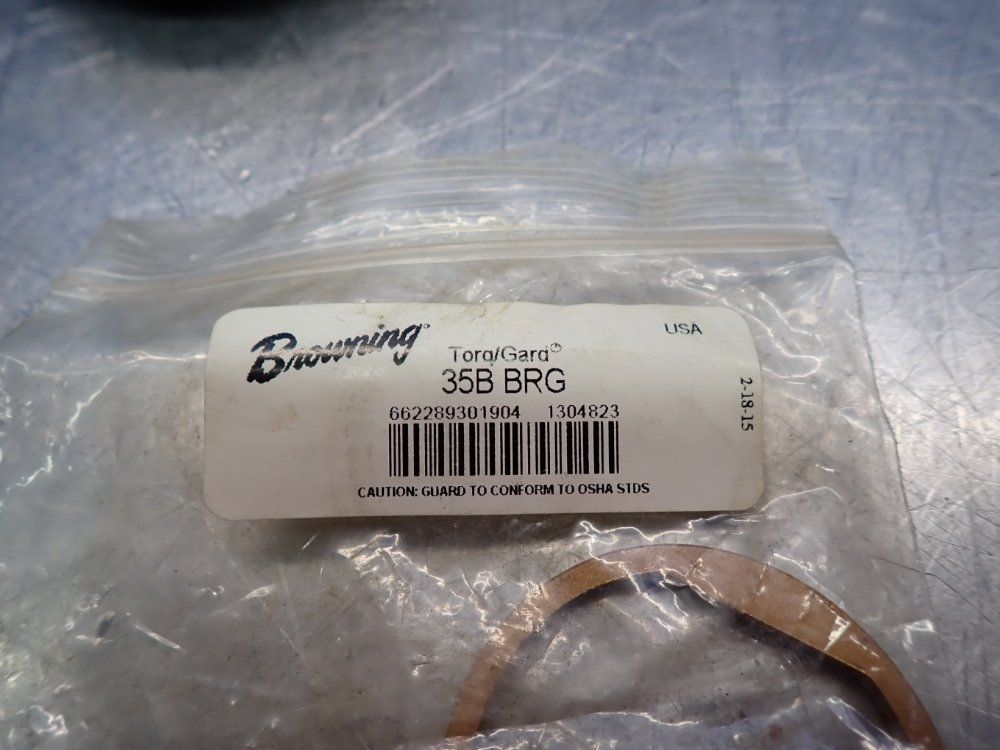 Browning®
USA
Torq/Gard®
35B BRG
662289301904 1304823
CAUTION: GUARD TO CONFORM TO OSHA STDS
2-18-15